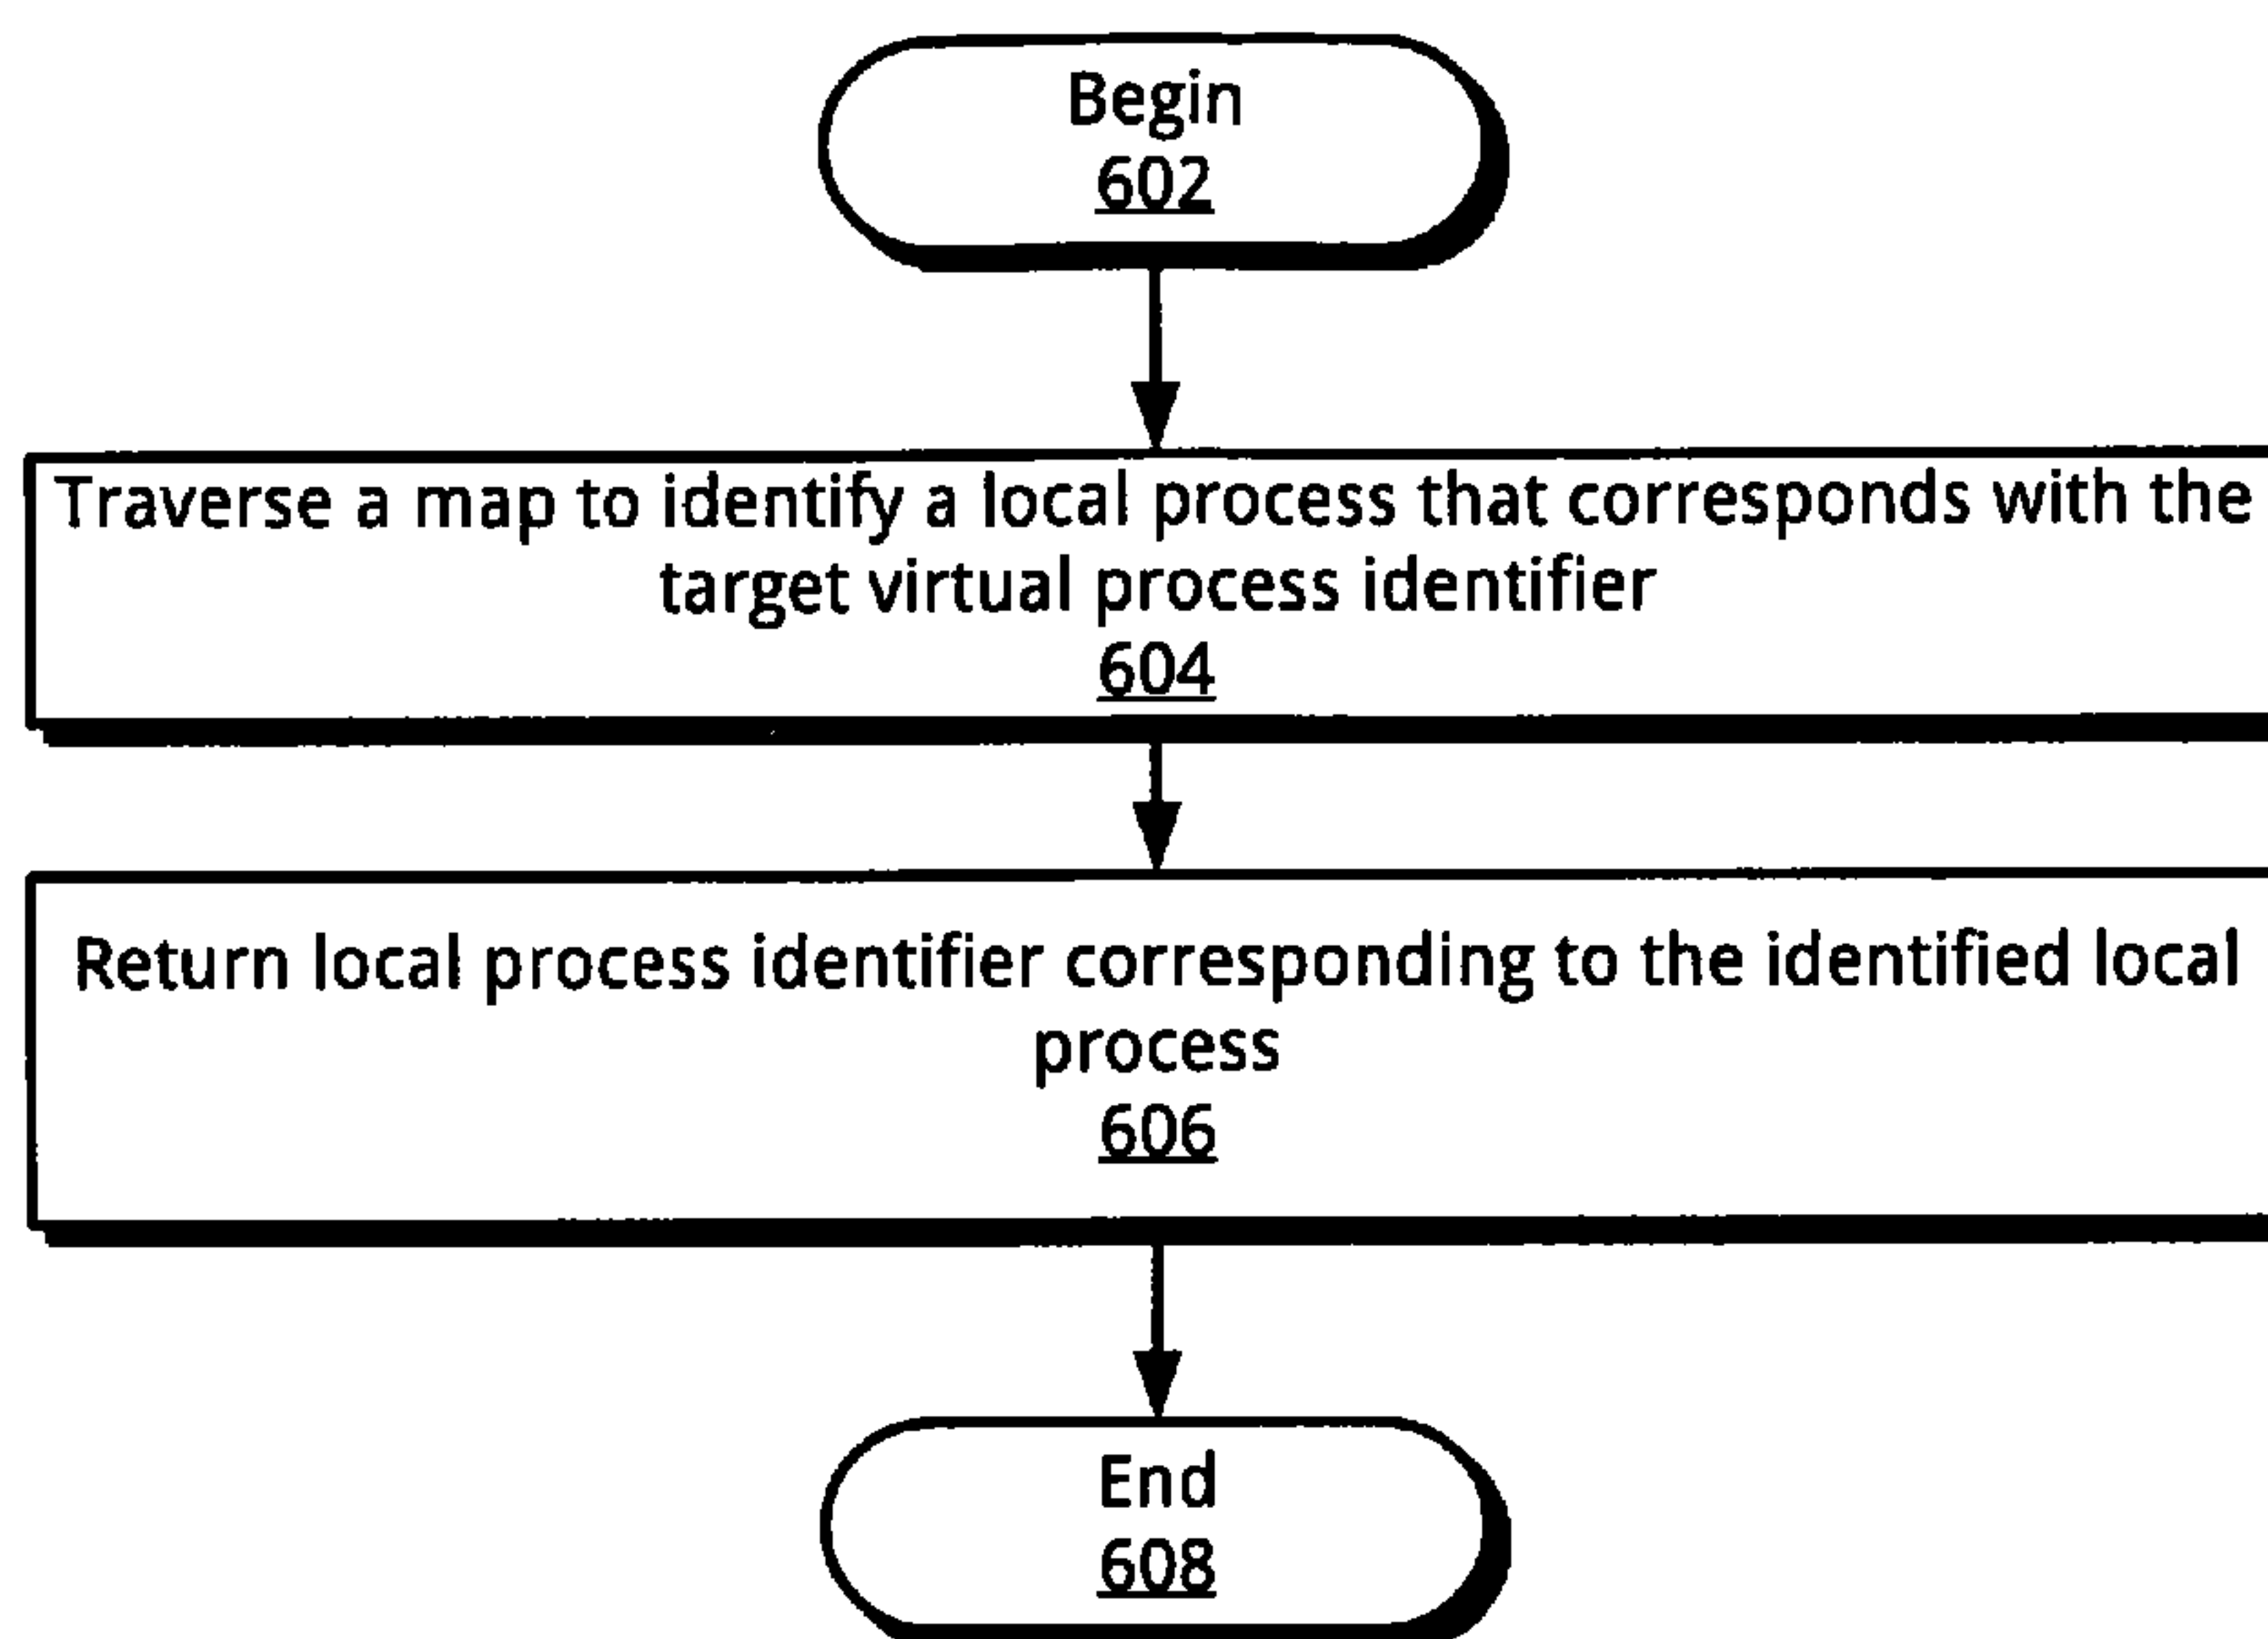 Begin
602
Traverse a map to identify a local process that corresponds with the
target virtual process identifier
604
Return local process identifier corresponding to the identified local
process
606
End
608